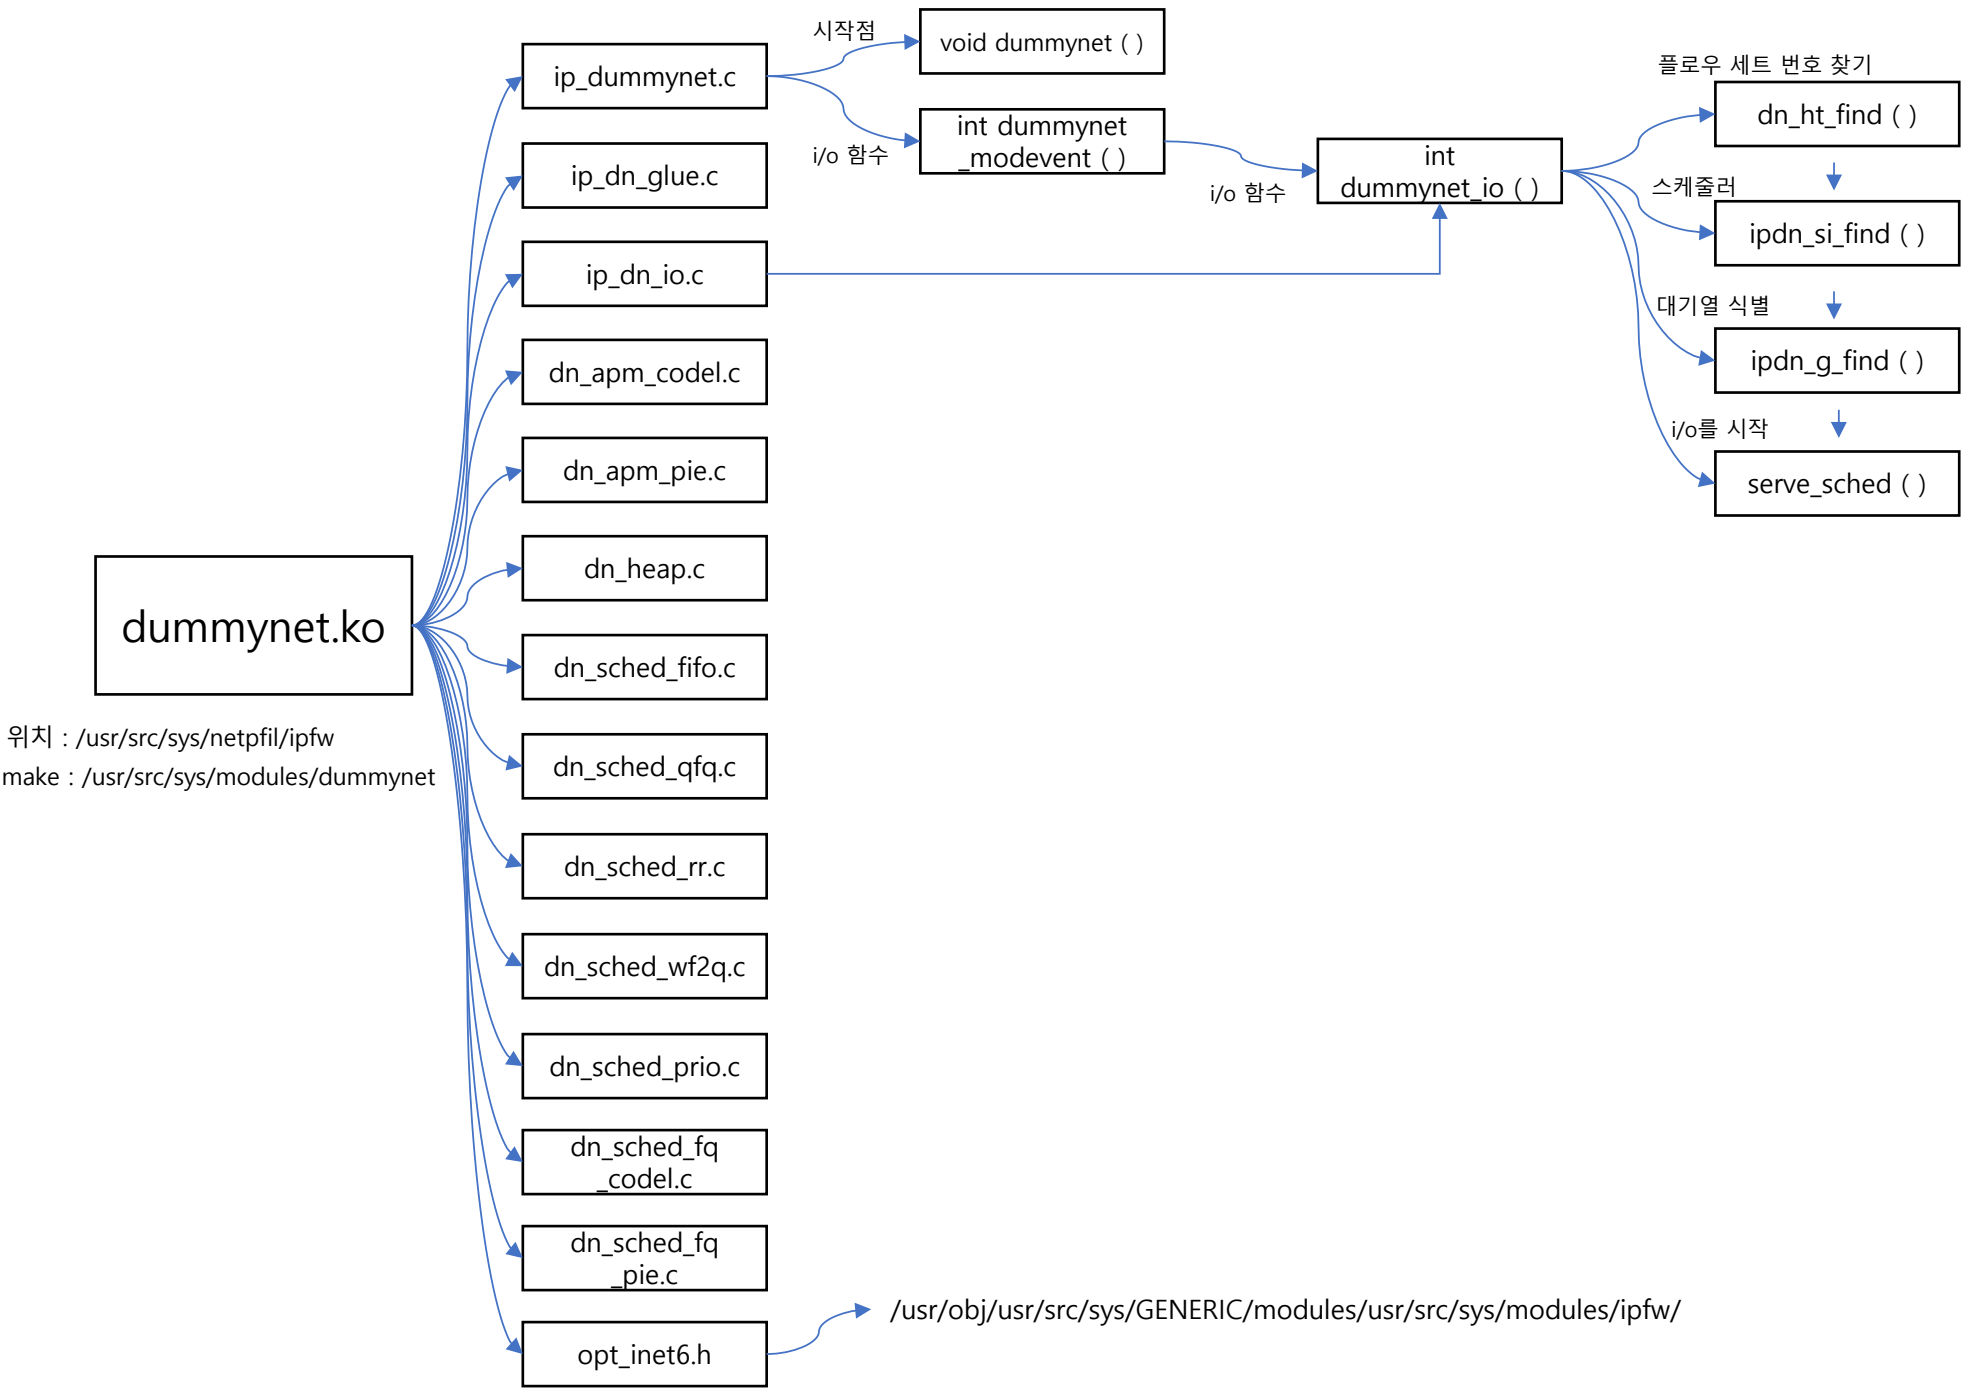 dummynet.ko
위치 : /usr/src/sys/netpfil/ipfw
make : /usr/src/sys/modules/dummynet
ip_dummynet.c
ip_dn_glue.c
ip_dn_io.c
dn_apm_codel.c
dn_apm_pie.c
dn_heap.c
dn_sched_fifo.c
dn_sched_qfq.c
dn_sched_rr.c
dn_sched_wf2q.c
dn_sched_prio.c
dn_sched_fq
_codel.c
dn_sched_fq
_pie.c
opt_inet6.h
/usr/obj/usr/src/sys/GENERIC/modules/usr/src/sys/modules/ipfw/
시작점
void dummynet ( )
i/o 함수
int dummynet
_modevent ( )
i/o 함수
int
dummynet_io ( )
플로우 세트 번호 찾기
dn_ht_find ( )
스케줄러
ipdn_si_find ( )
대기열 식별
ipdn_g_find ( )
i/o를 시작
serve_sched ( )